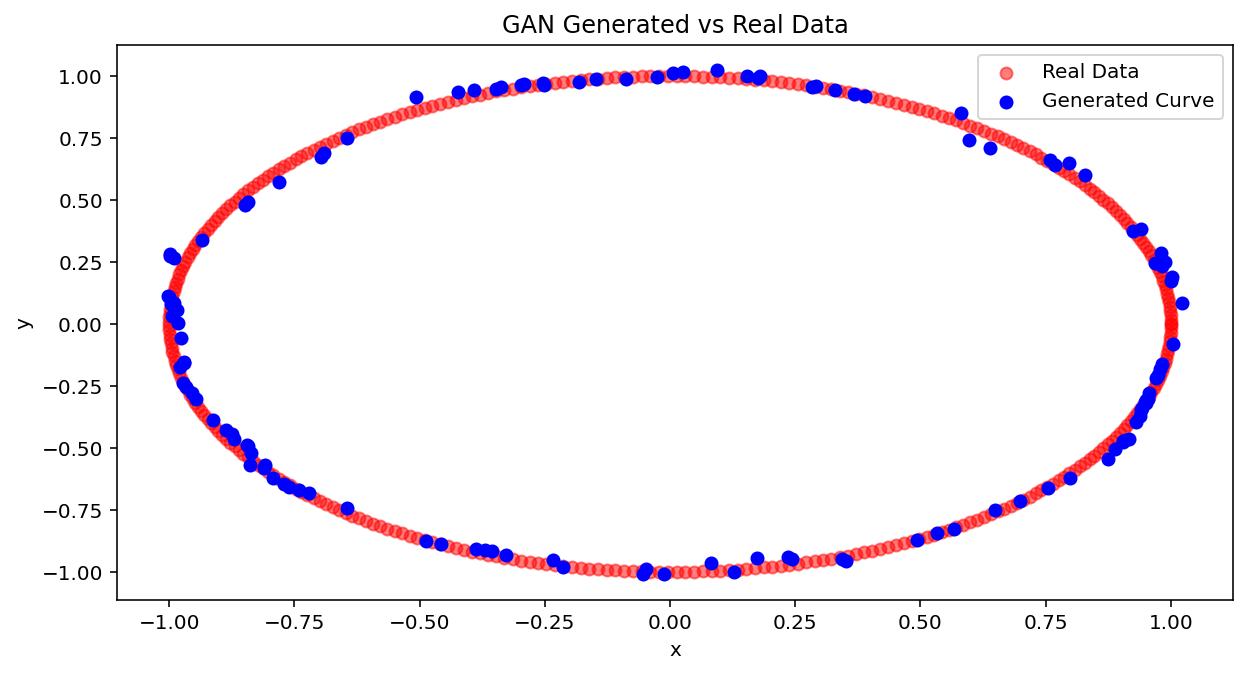 GAN Generated vs Real Data
Real Data
Generated Curve
1.00
0.75
0.50
0.25
0.00
−0.25
−0.50
−0.75
−1.00
y
−1.00 −0.75 −0.50 −0.25 0.00 0.25 0.50 0.75 1.00
x